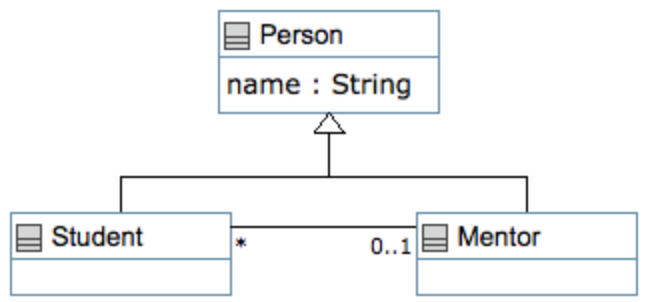 Person
name : String
Student
* 0..1
Mentor